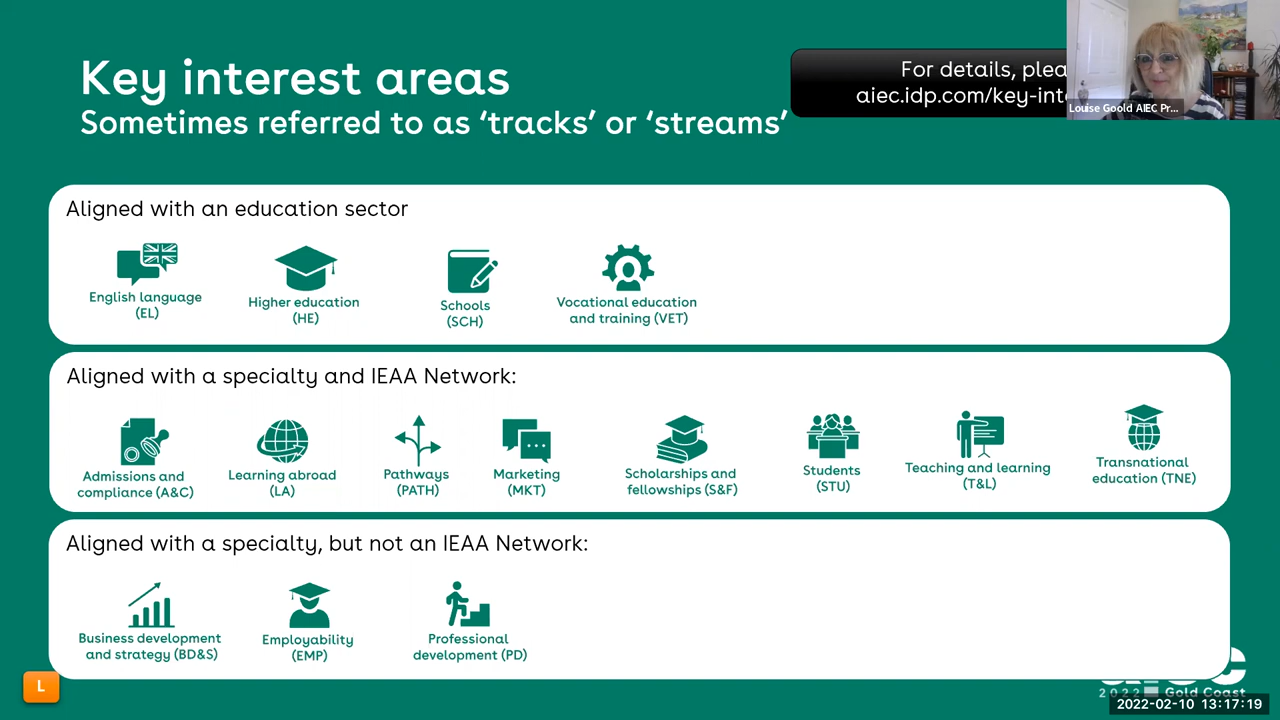 Key interest areas
Sometimes referred to as ‘tracks’ or ‘streams’
For details, plea
aiec.idp.com/key-int
Louise Goold AIEC Pr...
Aligned with an education sector
English language
(EL)
Higher education
(HE)
Schools
(SCH)
Vocational education
and training (VET)
Aligned with a specialty and IEAA Network:
Admissions and
compliance (A&C)
Learning abroad
(LA)
Pathways
(PATH)
Marketing
(MKT)
Scholarships and
fellowships (S&F)
Students
(STU)
Teaching and learning
(T&L)
Transnational
education (TNE)
Aligned with a specialty, but not an IEAA Network:
Business development
and strategy (BD&S)
Employability
(EMP)
Professional
development (PD)
L
2022 Gold Coast
2022-02-10 13:17:19